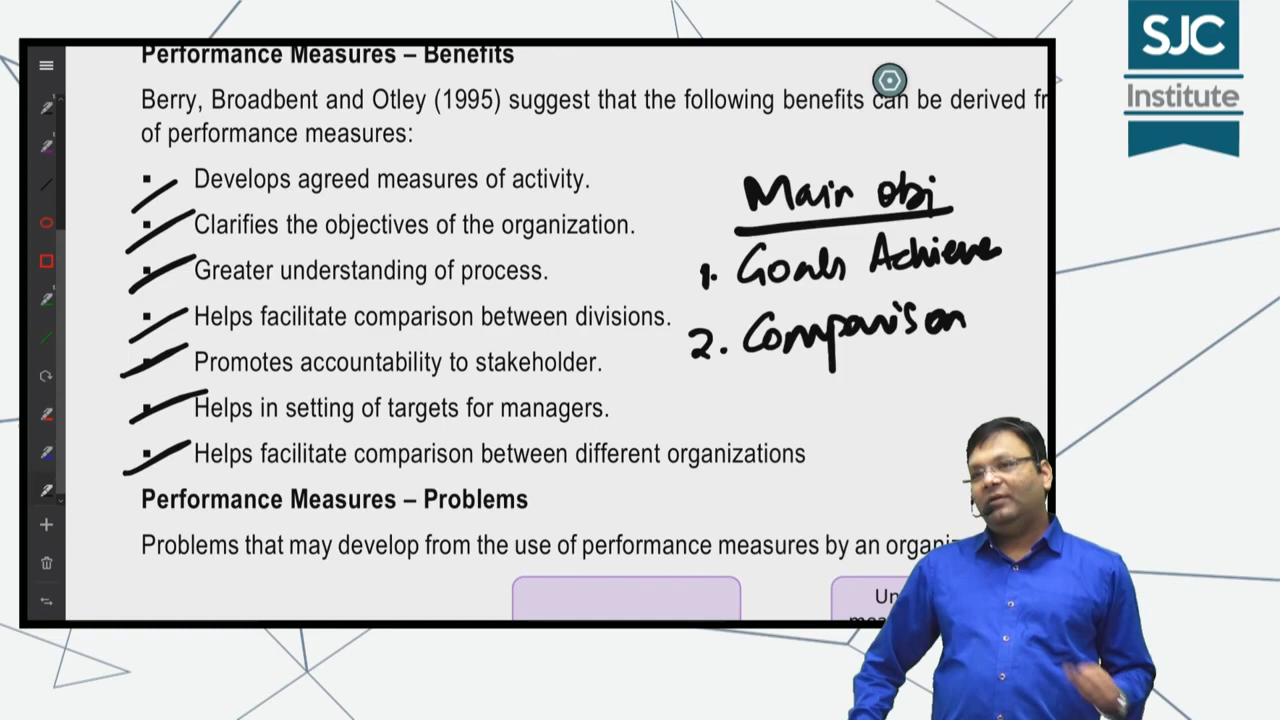 SJC
Institute
Performance Measures – Benefits
Berry, Broadbent and Otley (1995) suggest that the following benefits can be derived fr
of performance measures:
▪ Develops agreed measures of activity.
▪ Clarifies the objectives of the organization.
▪ Greater understanding of process.
▪ Helps facilitate comparison between divisions.
▪ Promotes accountability to stakeholder.
▪ Helps in setting of targets for managers.
▪ Helps facilitate comparison between different organizations
Main obj
1. Goals Achieve
2. Comparison
Performance Measures – Problems
Problems that may develop from the use of performance measures by an organiz
Un